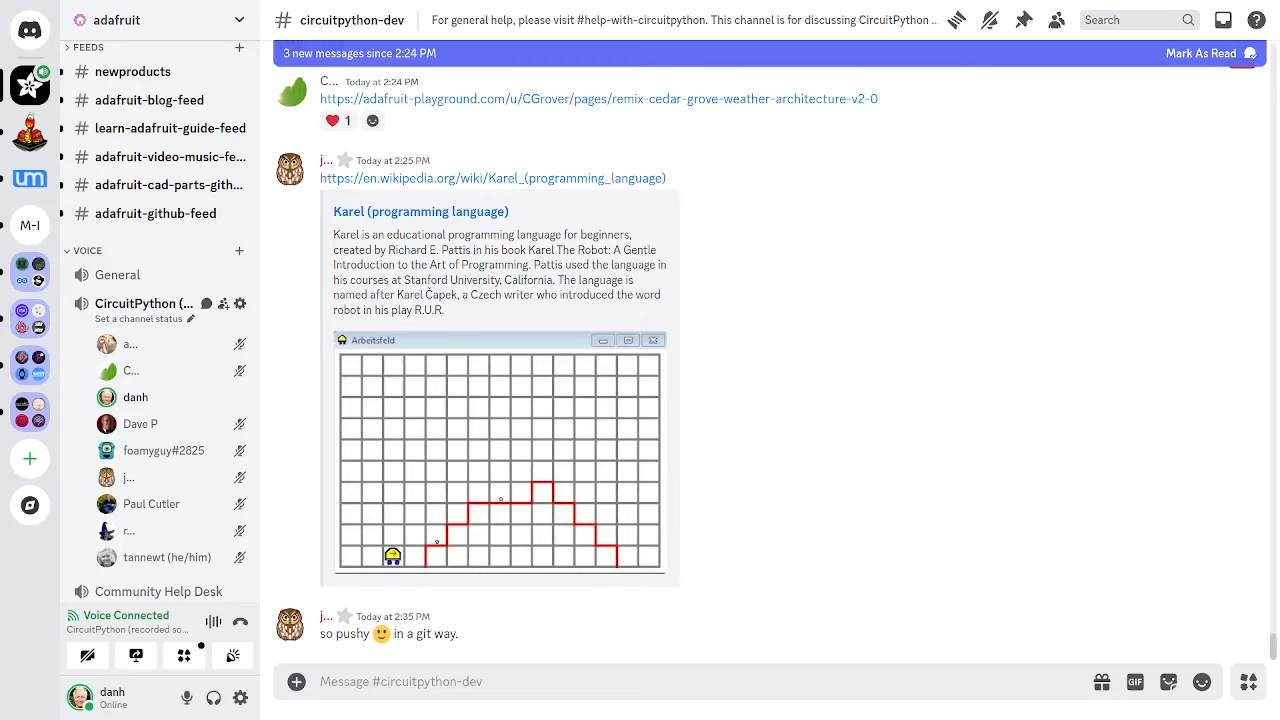 adafruit
# circuitpython-dev
For general help, please visit #help-with-circuitpython. This channel is for discussing CircuitPython ...
Search
FEEDS
# newproducts
# adafruit-blog-feed
# learn-adafruit-guide-feed
# adafruit-video-music-fe...
# adafruit-cad-parts-gith...
# adafruit-github-feed
VOICE
General
CircuitPython (...
Set a channel status
a...
C...
danh
Dave P
foamyguy#2825
j...
Paul Cutler
r...
tannewt (he/him)
Community Help Desk
Voice Connected
CircuitPython (recorded so...
danh
Online
um
M-I
3 new messages since 2:24 PM
Mark As Read
C... Today at 2:24 PM
https://adafruit-playground.com/u/CGrover/pages/remix-cedar-grove-weather-architecture-v2-0
1
j... Today at 2:25 PM
https://en.wikipedia.org/wiki/Karel_(programming_language)
Karel (programming language)
Karel is an educational programming language for beginners,
created by Richard E. Pattis in his book Karel The Robot: A Gentle
Introduction to the Art of Programming. Pattis used the language in
his courses at Stanford University, California. The language is
named after Karel Čapek, a Czech writer who introduced the word
robot in his play R.U.R.
Arbeitsfeld
j... Today at 2:35 PM
so pushy 🙂 in a git way.
Message #circuitpython-dev
GIF